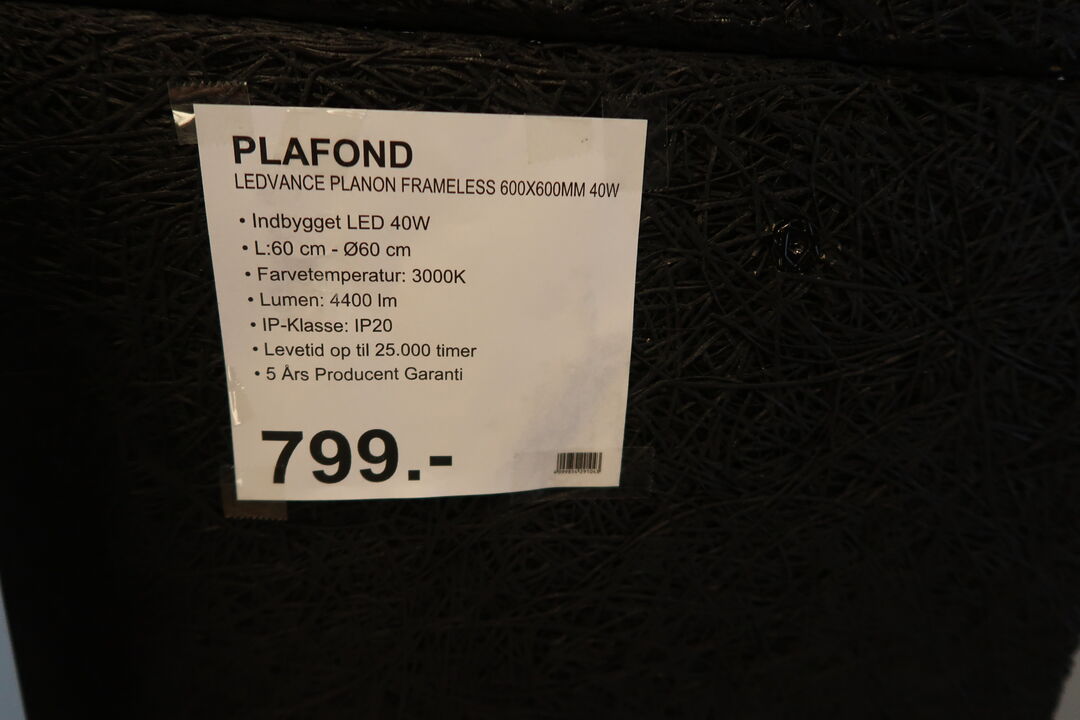 PLAFOND
LEDVANCE PLANON FRAMELESS 600X600MM 40W
• Indbygget LED 40W
• L:60 cm - Ø60 cm
• Farvetemperatur: 3000K
• Lumen: 4400 lm
• IP-Klasse: IP20
• Levetid op til 25.000 timer
• 5 Års Producent Garanti
799.-